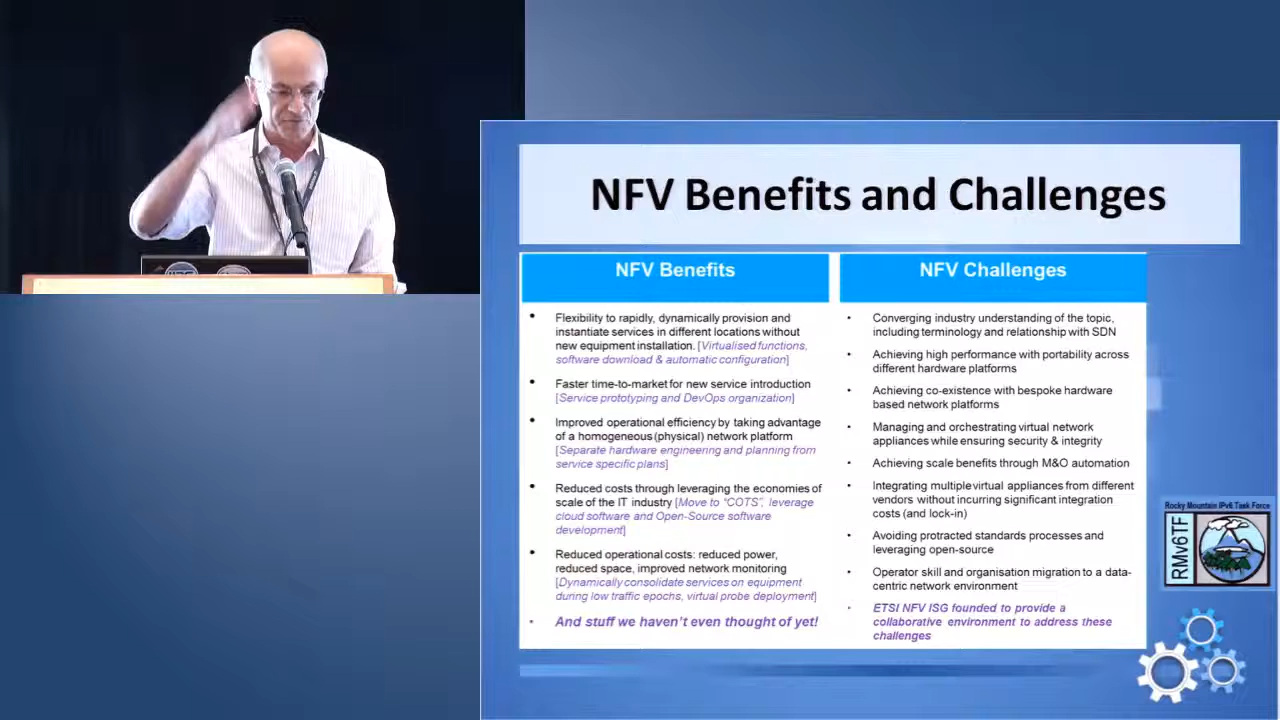 NFV Benefits and Challenges
NFV Benefits
• Flexibility to rapidly, dynamically provision and
instantiate services in different locations without
new equipment installation. [Virtualised functions,
software download & automatic configuration]
• Faster time-to-market for new service introduction
[Service prototyping and DevOps organization]
• Improved operational efficiency by taking advantage
of a homogeneous (physical) network platform
[Separate hardware engineering and planning from
service specific plans]
• Reduced costs through leveraging the economies of
scale of the IT industry [Move to "COTS", leverage
cloud software and Open-Source software
development]
• Reduced operational costs: reduced power,
reduced space, improved network monitoring
[Dynamically consolidate services on equipment
during low traffic epochs, virtual probe deployment]
• And stuff we haven't even thought of yet!
NFV Challenges
• Converging industry understanding of the topic,
including terminology and relationship with SDN
• Achieving high performance with portability across
different hardware platforms
• Achieving co-existence with bespoke hardware
based network platforms
• Managing and orchestrating virtual network
appliances while ensuring security & integrity
• Achieving scale benefits through M&O automation
• Integrating multiple virtual appliances from different
vendors without incurring significant integration
costs (and lock-in)
• Avoiding protracted standards processes and
leveraging open-source
• Operator skill and organisation migration to a data-
centric network environment
• ETSI NFV ISG founded to provide a
collaborative environment to address these
challenges
Rocky Mountain IPv6 Task Force
RMv6TF